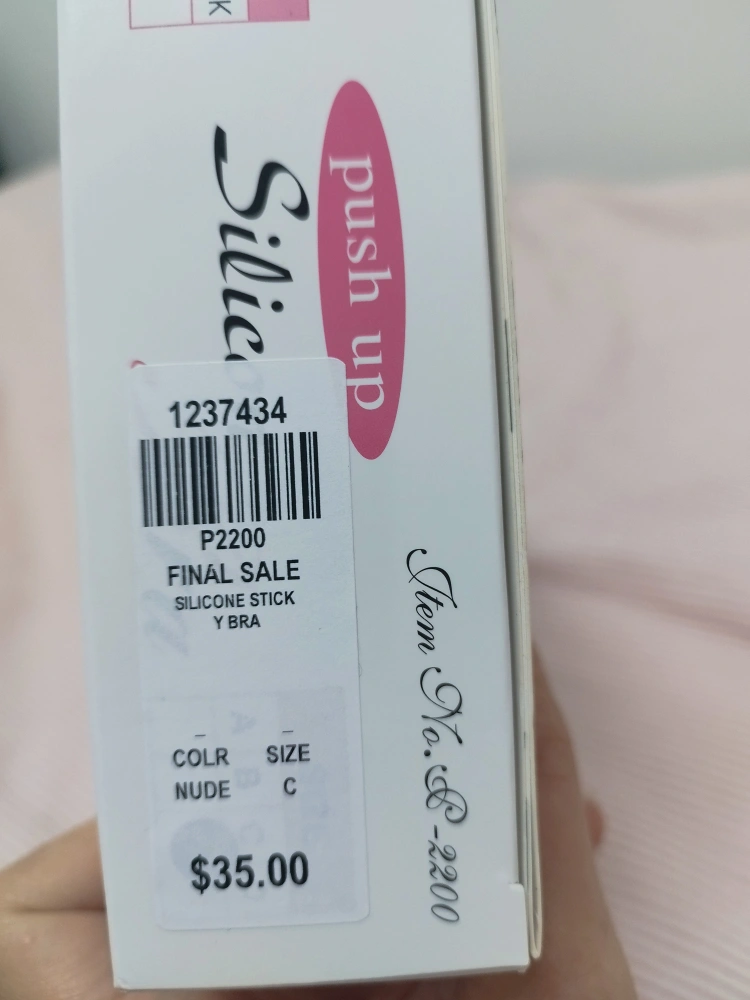 K
push up
Silic
Item No. P-2200
1237434
P2200
FINAL SALE
SILICONE STICK
Y BRA
COLR SIZE
NUDE C
$35.00